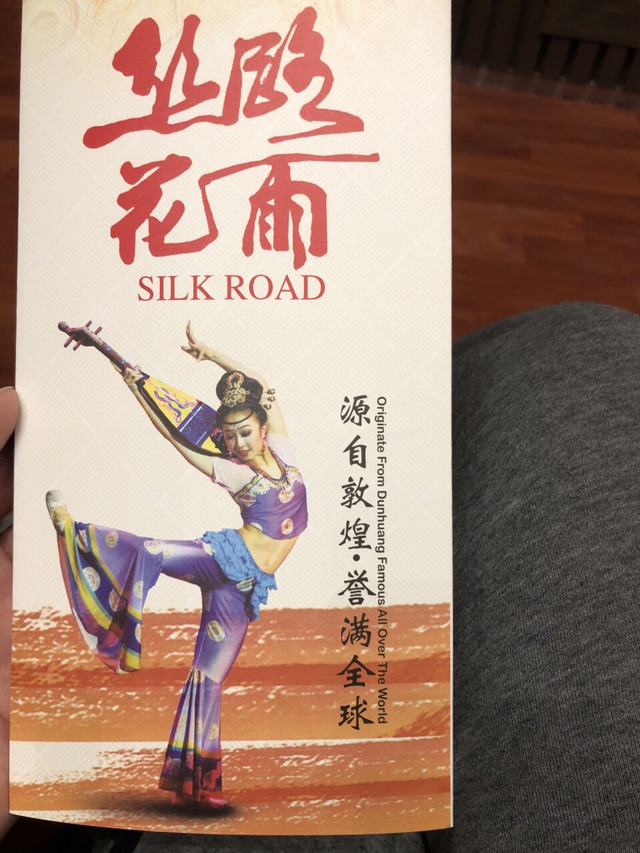 丝路
花雨
SILK ROAD
源自敦煌·誉满全球
Originate From Dunhuang Famous All Over The World